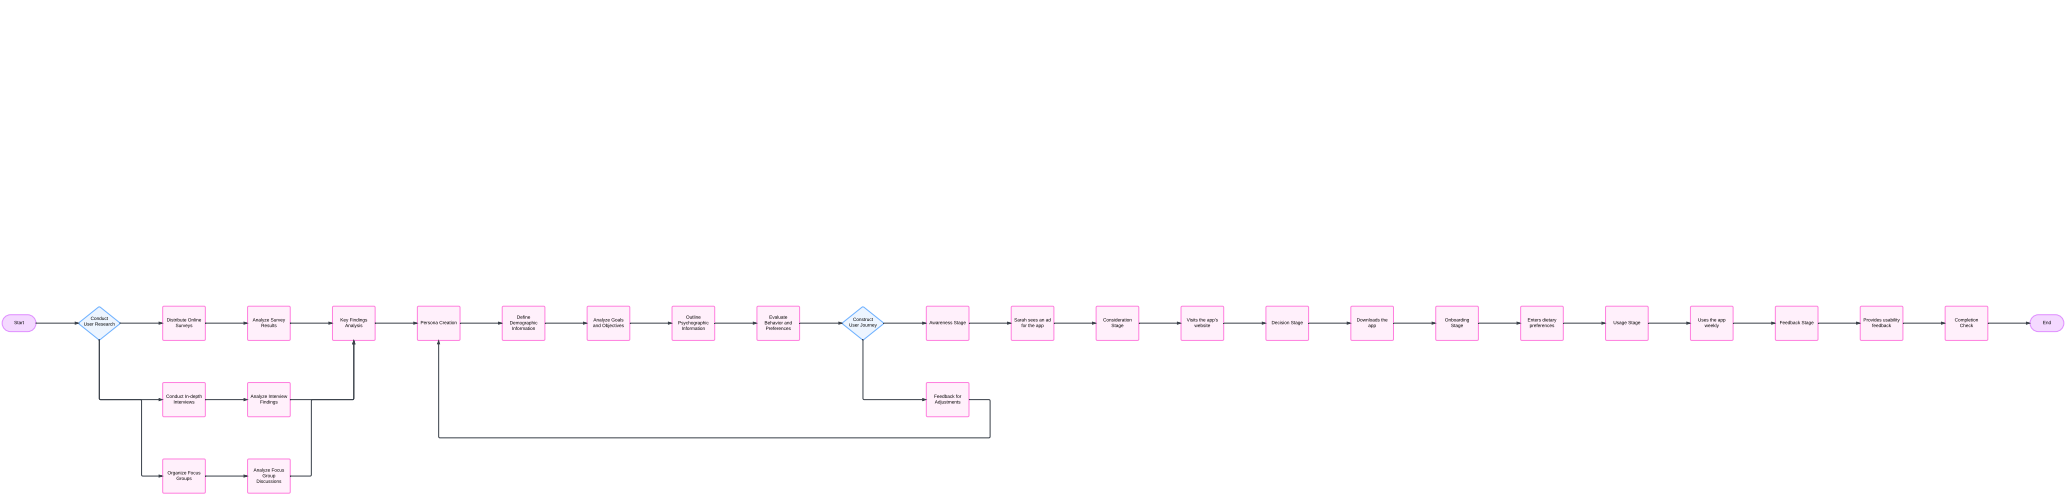 Start
Conduct
User Research
Distribute Online
Surveys
Analyze Survey
Results
Key Findings
Analysis
Persona Creation
Define
Demographic
Information
Analyze Goals
and Objectives
Outline
Psychographic
Information
Evaluate
Behavior and
Preferences
Construct
User Journey
Awareness Stage
Sarah sees an ad
for the app
Consideration
Stage
Visits the app's
website
Decision Stage
Downloads the
app
Onboarding
Stage
Enters dietary
preferences
Usage Stage
Uses the app
weekly
Feedback Stage
Provides usability
feedback
Completion
Check
End
Conduct In-depth
Interviews
Analyze Interview
Findings
Feedback for
Adjustments
Organize Focus
Groups
Analyze Focus
Group
Discussions